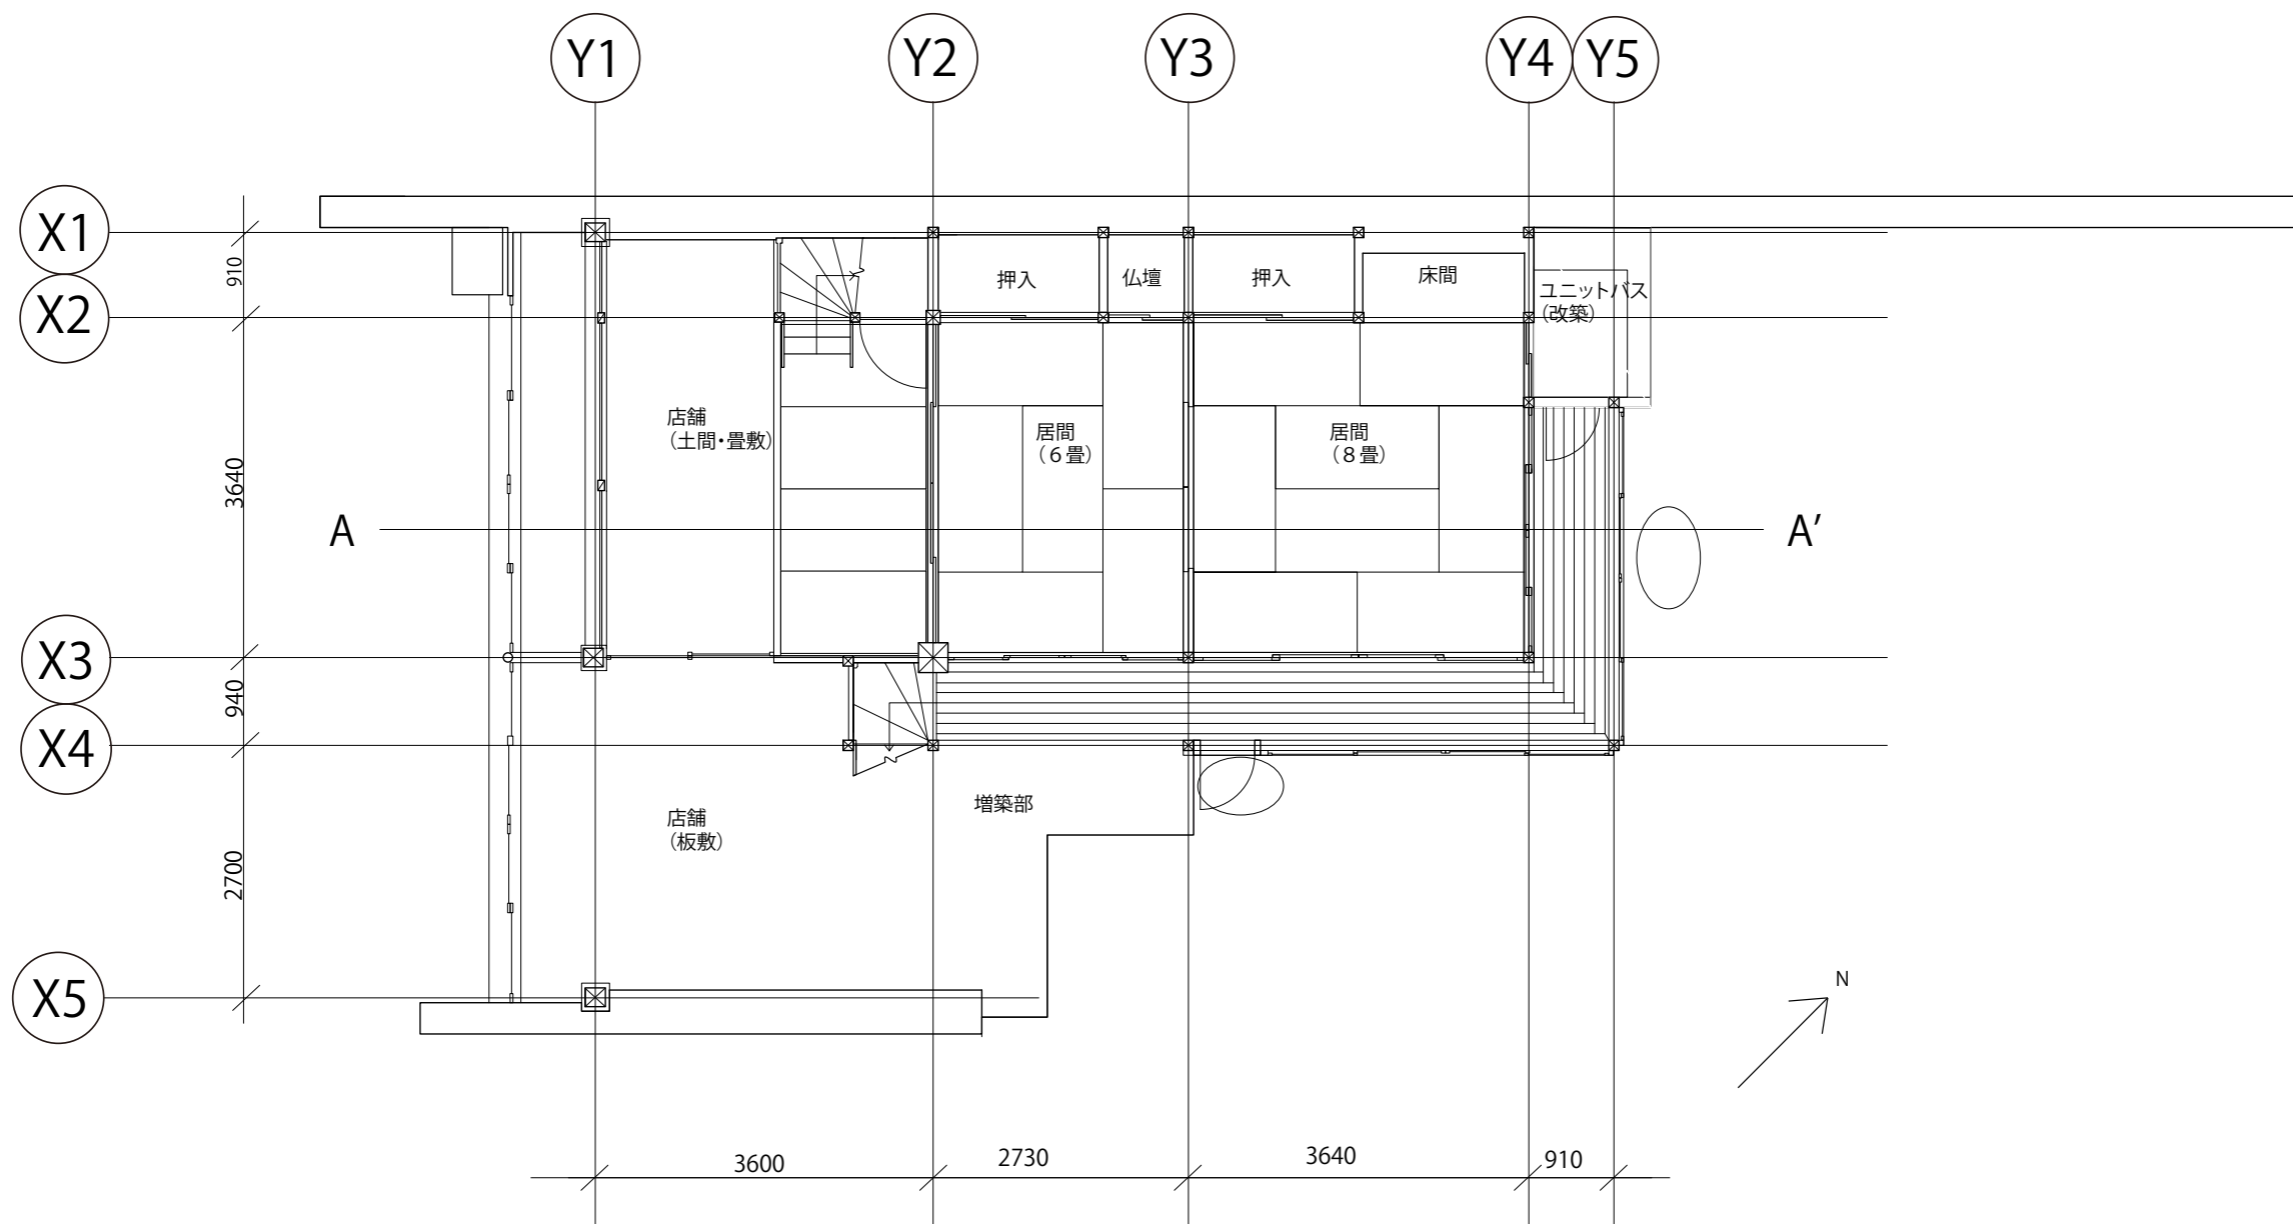 Y1
Y2
Y3
Y4
Y5
X1
X2
X3
X4
X5
910
3640
940
2700
押入
仏壇
押入
床間
ユニットバス
（改築）
店舗
（土間・畳敷）
居間
（６畳）
居間
（８畳）
A
A’
店舗
（板敷）
増築部
N
3600
2730
3640
910